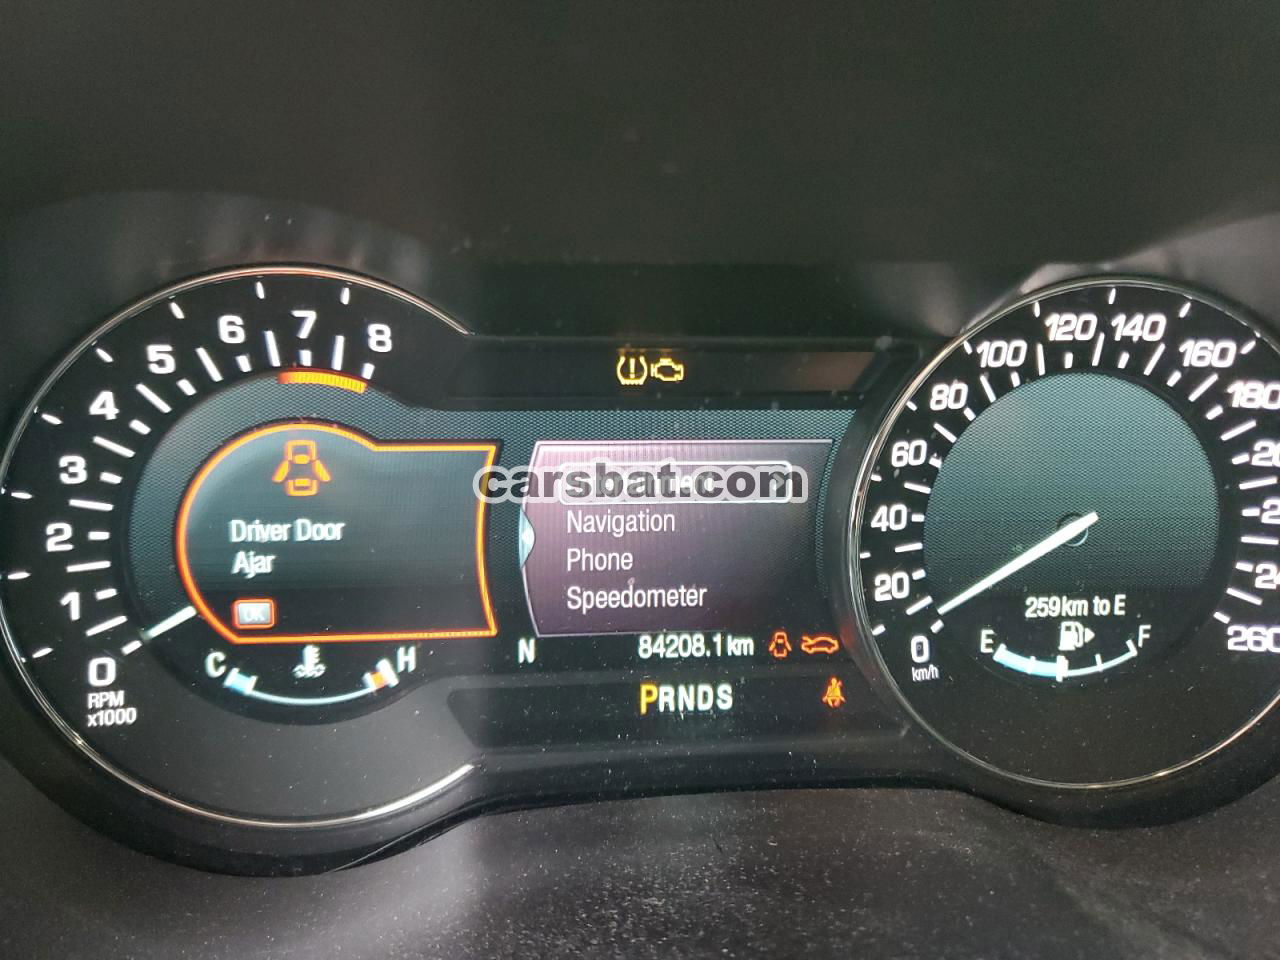 0
1
2
3
4
5
6
7
8
RPM
x1000
Driver Door
Ajar
OK
C
H
carsbat.com
Navigation
Phone
Speedometer
N
84208.1 km
PRNDS
0
20
40
60
80
100
120
140
160
180
260
km/h
259km to E
E
F